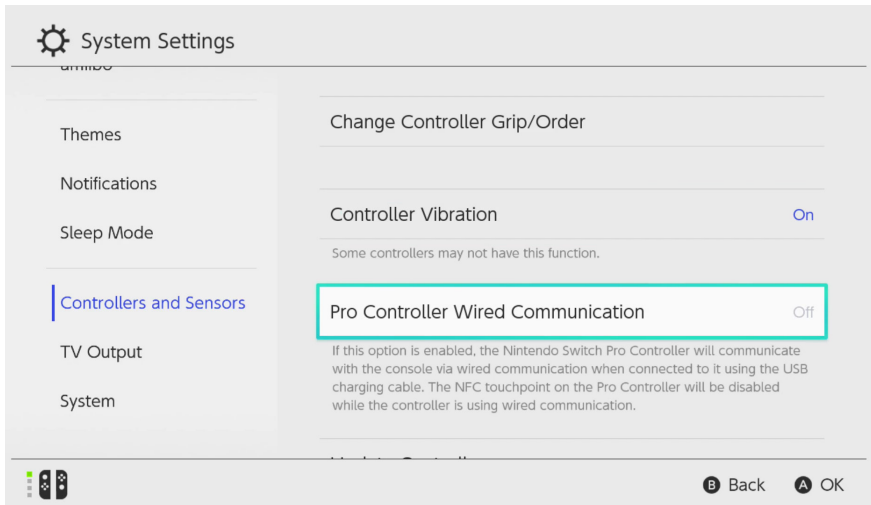 System Settings
amiibo
Themes
Notifications
Sleep Mode
Controllers and Sensors
TV Output
System
Change Controller Grip/Order
Controller Vibration On
Some controllers may not have this function.
Pro Controller Wired Communication Off
If this option is enabled, the Nintendo Switch Pro Controller will communicate
with the console via wired communication when connected to it using the USB
charging cable. The NFC touchpoint on the Pro Controller will be disabled
while the controller is using wired communication.
B Back A OK